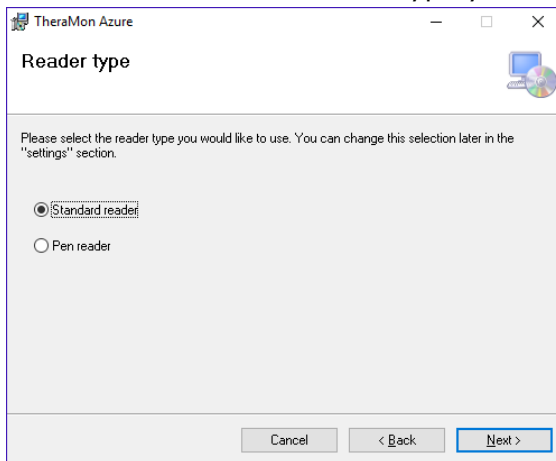 TheraMon Azure
Reader type
Please select the reader type you would like to use. You can change this selection later in the
"settings" section.
Standard reader
Pen reader
Cancel
< Back
Next >